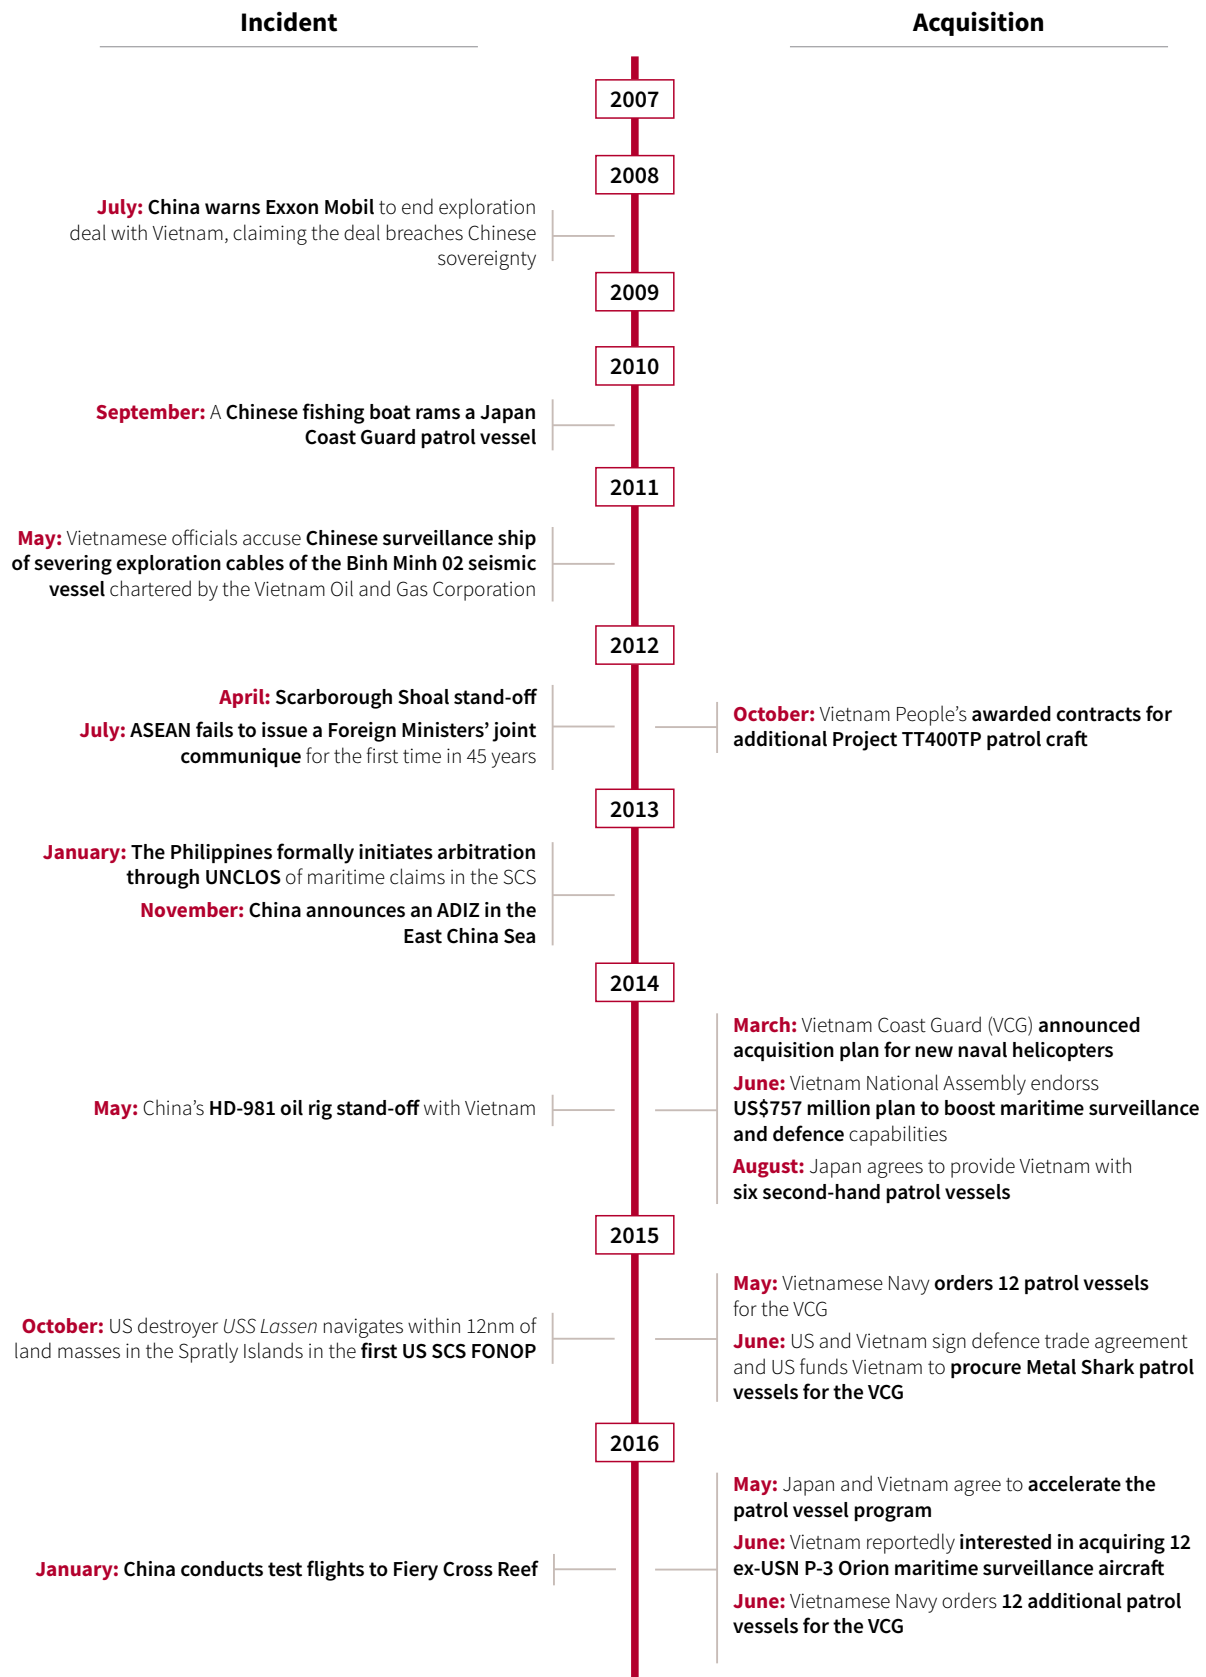 Incident
Acquisition
2007
2008
July: China warns Exxon Mobil to end exploration
deal with Vietnam, claiming the deal breaches Chinese
sovereignty
2009
2010
September: A Chinese fishing boat rams a Japan
Coast Guard patrol vessel
2011
May: Vietnamese officials accuse Chinese surveillance ship
of severing exploration cables of the Binh Minh 02 seismic
vessel chartered by the Vietnam Oil and Gas Corporation
2012
April: Scarborough Shoal stand-off
July: ASEAN fails to issue a Foreign Ministers’ joint
communique for the first time in 45 years
October: Vietnam People’s awarded contracts for
additional Project TT400TP patrol craft
2013
January: The Philippines formally initiates arbitration
through UNCLOS of maritime claims in the SCS
November: China announces an ADIZ in the
East China Sea
2014
May: China’s HD-981 oil rig stand-off with Vietnam
March: Vietnam Coast Guard (VCG) announced
acquisition plan for new naval helicopters
June: Vietnam National Assembly endorss
US$757 million plan to boost maritime surveillance
and defence capabilities
August: Japan agrees to provide Vietnam with
six second-hand patrol vessels
2015
October: US destroyer USS Lassen navigates within 12nm of
land masses in the Spratly Islands in the first US SCS FONOP
May: Vietnamese Navy orders 12 patrol vessels
for the VCG
June: US and Vietnam sign defence trade agreement
and US funds Vietnam to procure Metal Shark patrol
vessels for the VCG
2016
January: China conducts test flights to Fiery Cross Reef
May: Japan and Vietnam agree to accelerate the
patrol vessel program
June: Vietnam reportedly interested in acquiring 12
ex-USN P-3 Orion maritime surveillance aircraft
June: Vietnamese Navy orders 12 additional patrol
vessels for the VCG